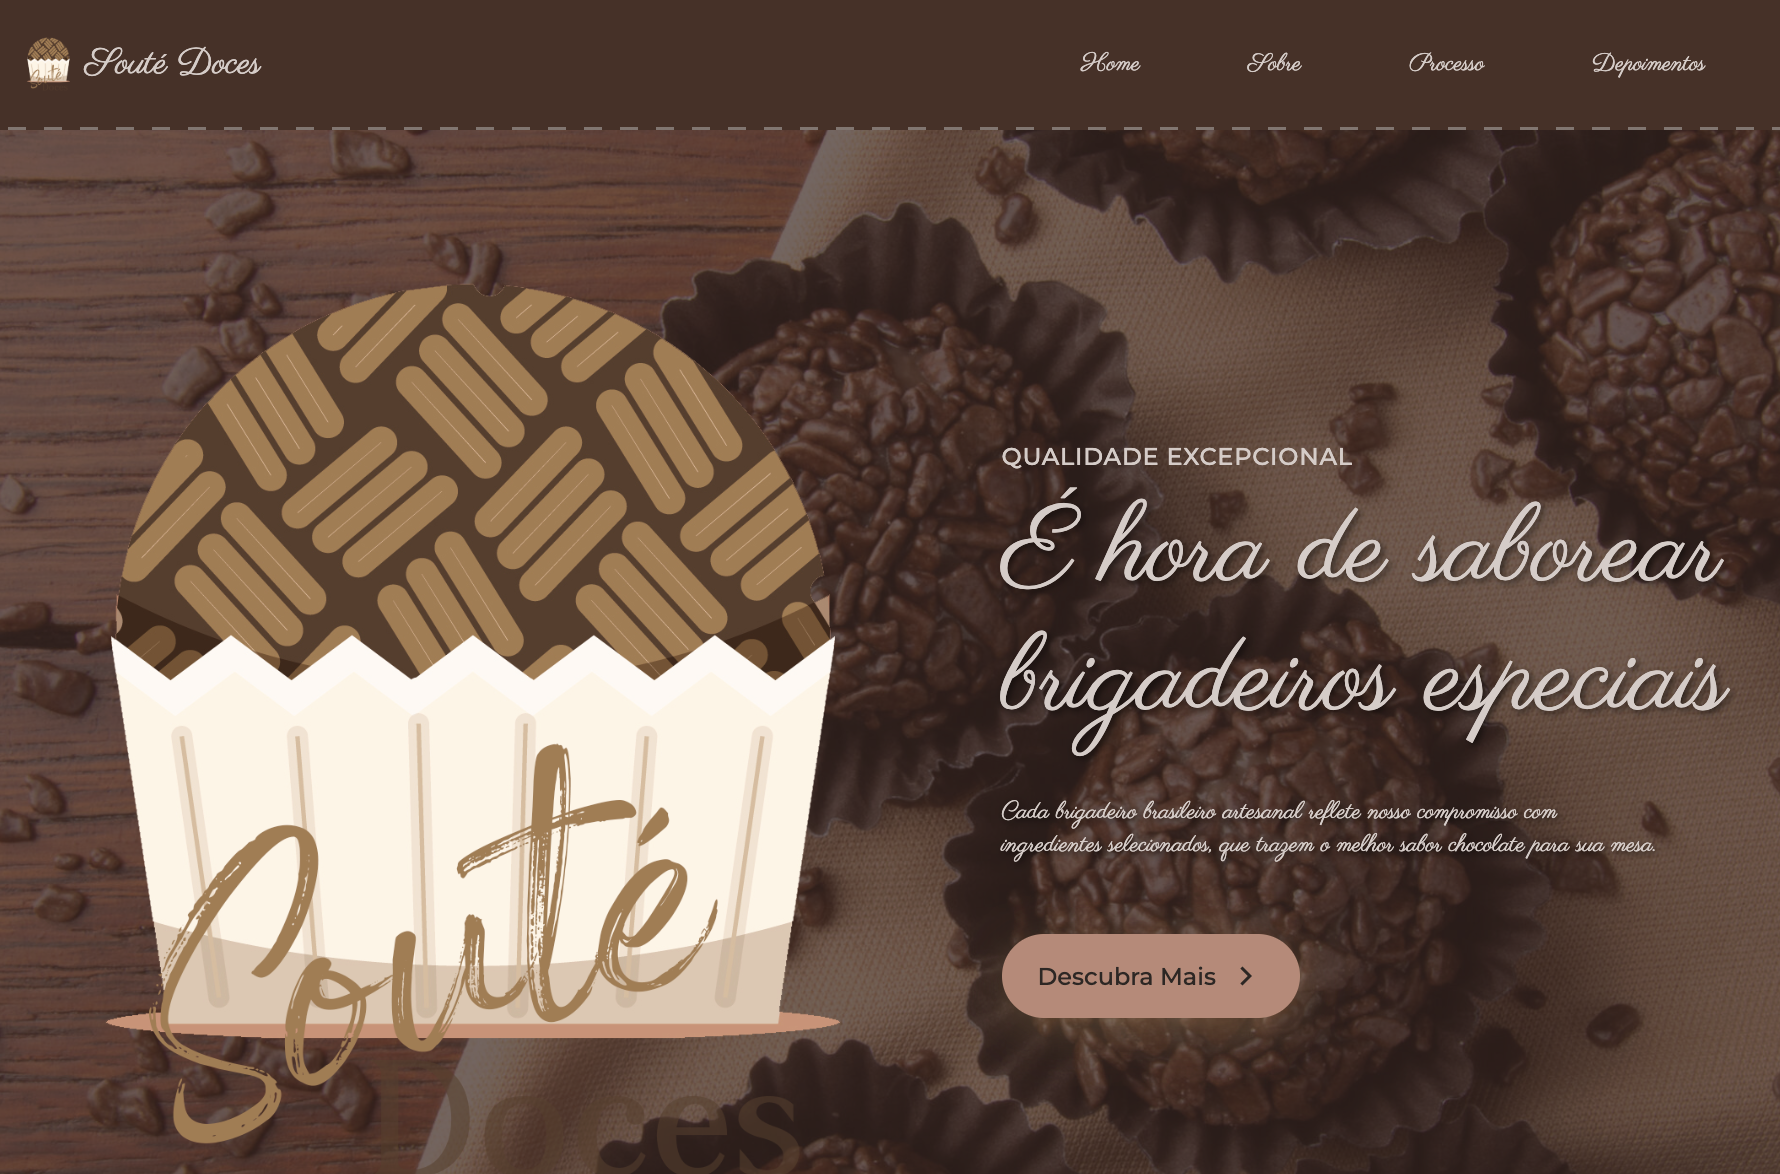 Souté Doces
Home
Sobre
Processo
Depoimentos
QUALIDADE EXCEPCIONAL
É hora de saborear
brigadeiros especiais
Cada brigadeiro brasileiro artesanal reflete nosso compromisso com
ingredientes selecionados, que trazem o melhor sabor chocolate para sua mesa.
Descubra Mais
Souté
Doces